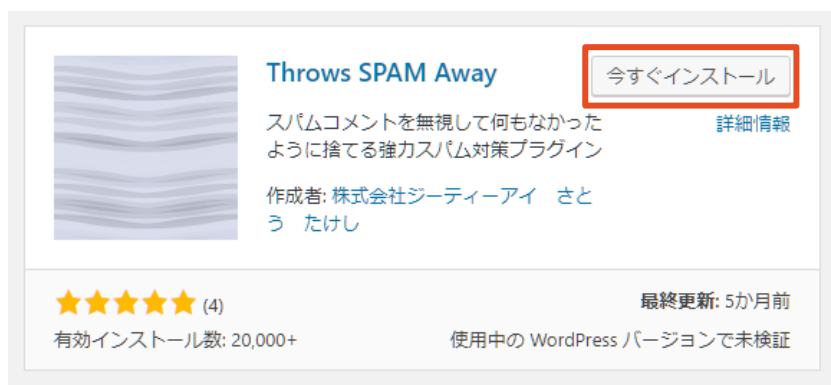 Throws SPAM Away
今すぐインストール
スパムコメントを無視して何もなかった
詳細情報
ように捨てる強力スパム対策プラグイン
作成者: 株式会社ジーティーアイ　さと
う　たけし
(4)
最終更新: 5か月前
有効インストール数: 20,000+
使用中の WordPress バージョンで未検証